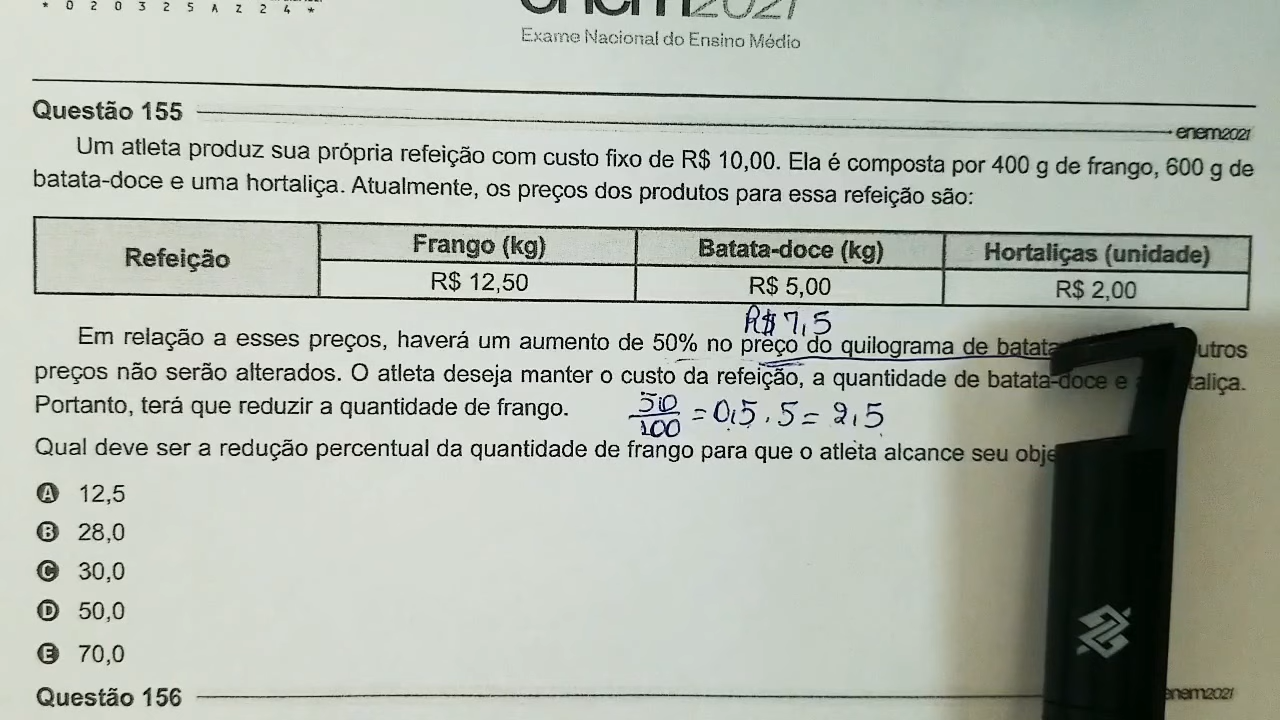 * 0 2 0 3 2 5 A Z 2 4 *
enem2021
Exame Nacional do Ensino Médio
Questão 155
enem2021
Um atleta produz sua própria refeição com custo fixo de R$ 10,00. Ela é composta por 400 g de frango, 600 g de
batata-doce e uma hortaliça. Atualmente, os preços dos produtos para essa refeição são:
Refeição
Frango (kg)
Batata-doce (kg)
Hortaliças (unidade)
R$ 12,50
R$ 5,00
R$ 2,00
R$ 7,5
Em relação a esses preços, haverá um aumento de 50% no preço do quilograma de batata utros
preços não serão alterados. O atleta deseja manter o custo da refeição, a quantidade de batata-doce e a taliça.
Portanto, terá que reduzir a quantidade de frango.
50/100 = 0,5 . 5 = 2,5
Qual deve ser a redução percentual da quantidade de frango para que o atleta alcance seu obje
A 12,5
B 28,0
C 30,0
D 50,0
E 70,0
Questão 156
enem2021